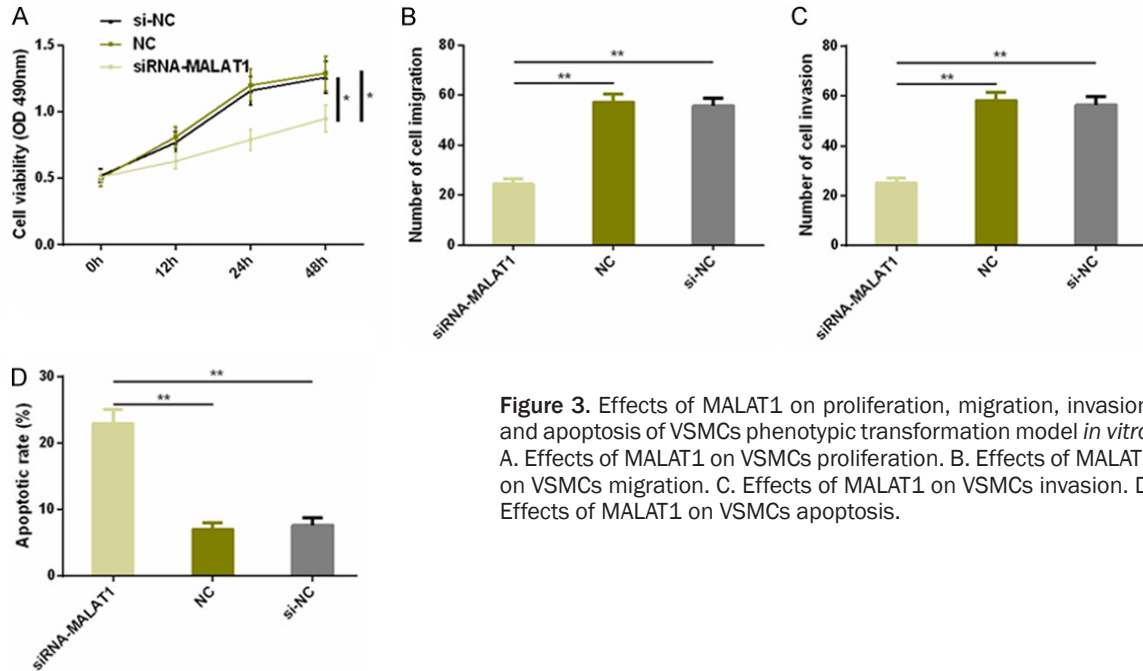 A
si-NC
NC
siRNA-MALAT1
Cell viability (OD 490nm)
1.5
1.0
0.5
0.0
0h
12h
24h
48h
*
*
B
Number of cell imigration
80
60
40
20
0
**
**
siRNA-MALAT1
NC
si-NC
C
Number of cell invasion
80
60
40
20
0
**
**
siRNA-MALAT1
NC
si-NC
D
Apoptotic rate (%)
30
20
10
0
**
**
siRNA-MALAT1
NC
si-NC
Figure 3. Effects of MALAT1 on proliferation, migration, invasion
and apoptosis of VSMCs phenotypic transformation model in vitro
A. Effects of MALAT1 on VSMCs proliferation. B. Effects of MALAT
on VSMCs migration. C. Effects of MALAT1 on VSMCs invasion. D
Effects of MALAT1 on VSMCs apoptosis.